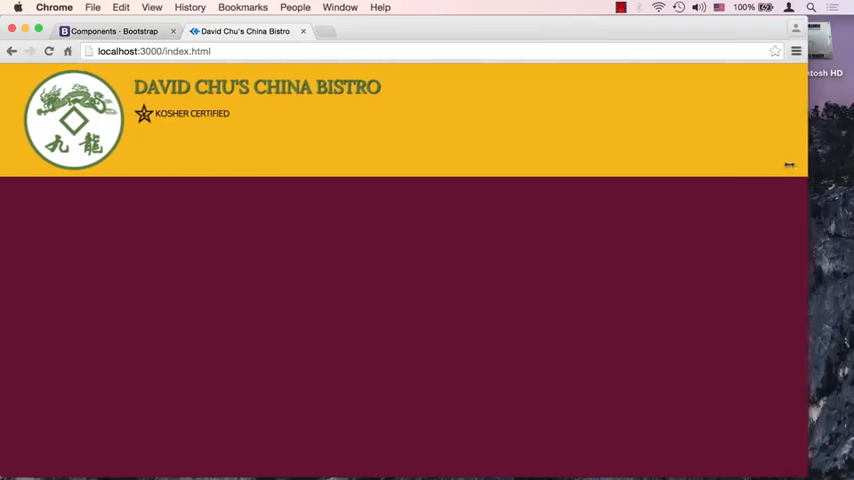 Chrome File Edit View History Bookmarks People Window Help 100%
Components - Bootstrap David Chu's China Bistro
localhost:3000/index.html
intosh HD
DAVID CHU'S CHINA BISTRO
KOSHER CERTIFIED
九龍